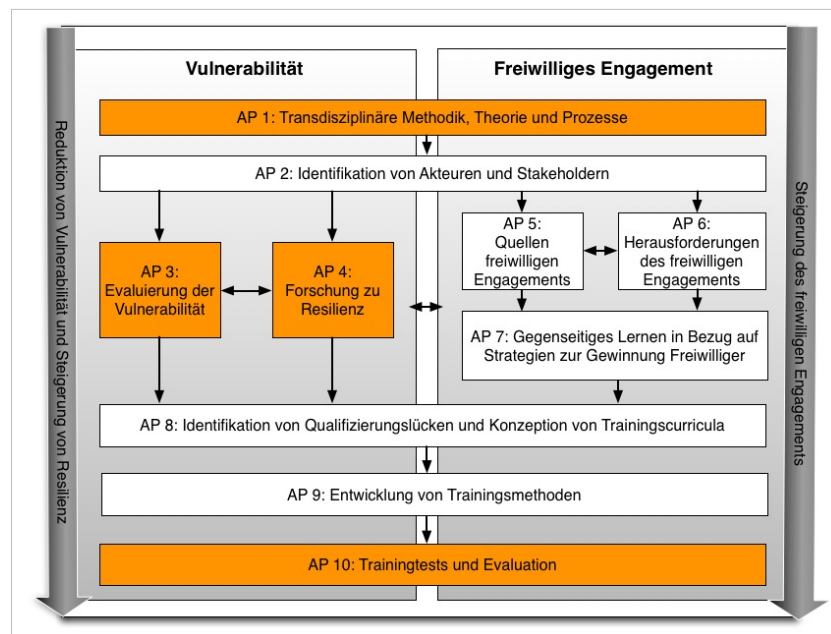 Vulnerabilität
Freiwilliges Engagement
AP 1: Transdisziplinäre Methodik, Theorie und Prozesse
AP 2: Identifikation von Akteuren und Stakeholdern
AP 3:
Evaluierung der
Vulnerabilität
AP 4:
Forschung zu
Resilienz
AP 5:
Quellen
freiwilligen
Engagements
AP 6:
Herausforderungen
des freiwilligen
Engagements
AP 7: Gegenseitiges Lernen in Bezug auf
Strategien zur Gewinnung Freiwilliger
AP 8: Identifikation von Qualifizierungslücken und Konzeption von Trainingscurricula
AP 9: Entwicklung von Trainingsmethoden
AP 10: Trainingtests und Evaluation
Reduktion von Vulnerabilität und Steigerung von Resilienz
Steigerung des freiwilligen Engagements